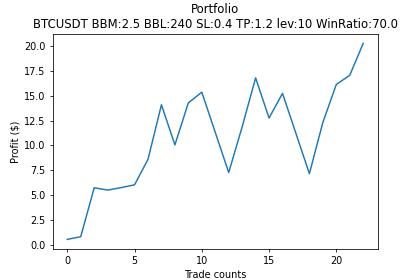 Portfolio
BTCUSDT BBM:2.5 BBL:240 SL:0.4 TP:1.2 lev:10 WinRatio:70.0
20.0
17.5
15.0
12.5
10.0
7.5
5.0
2.5
0.0
Profit ($)
0 5 10 15 20
Trade counts